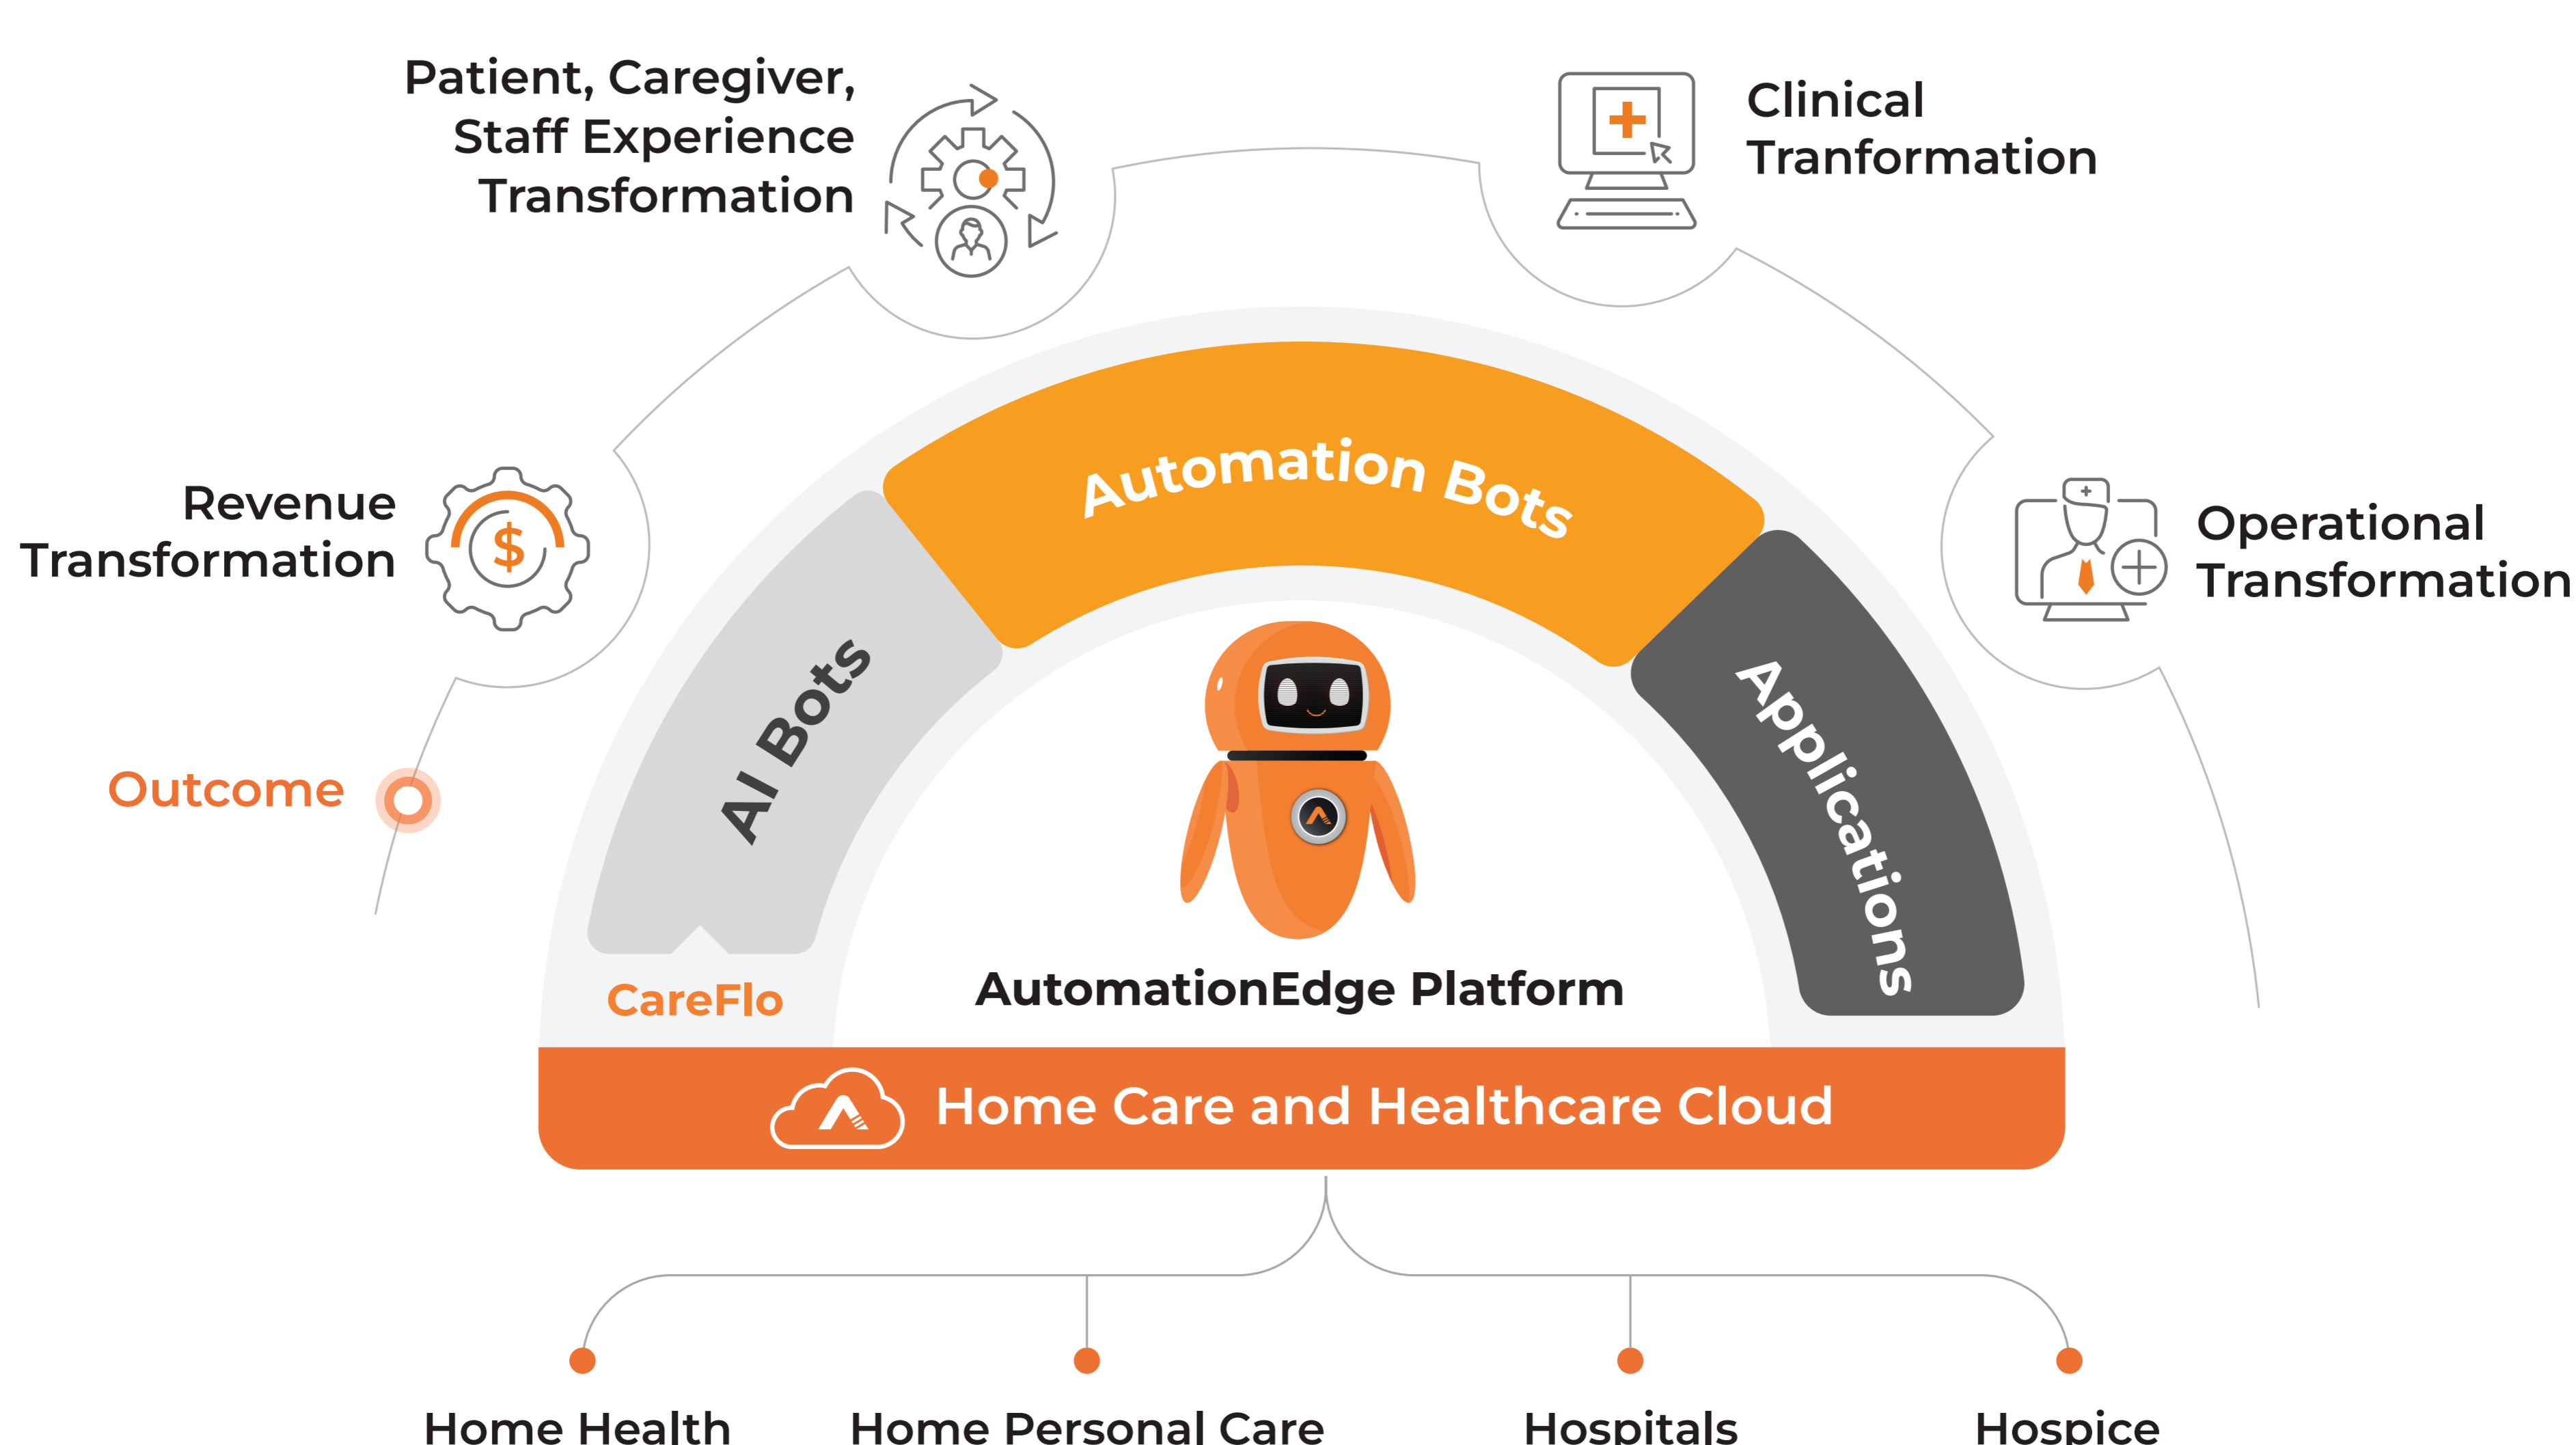 Patient, Caregiver,
Staff Experience
Transformation
Clinical
Tranformation
Revenue
Transformation
$
Operational
Transformation
Outcome
AI Bots
Automation Bots
Applications
CareFlo
AutomationEdge Platform
Home Care and Healthcare Cloud
Home Health
Home Personal Care
Hospitals
Hospice